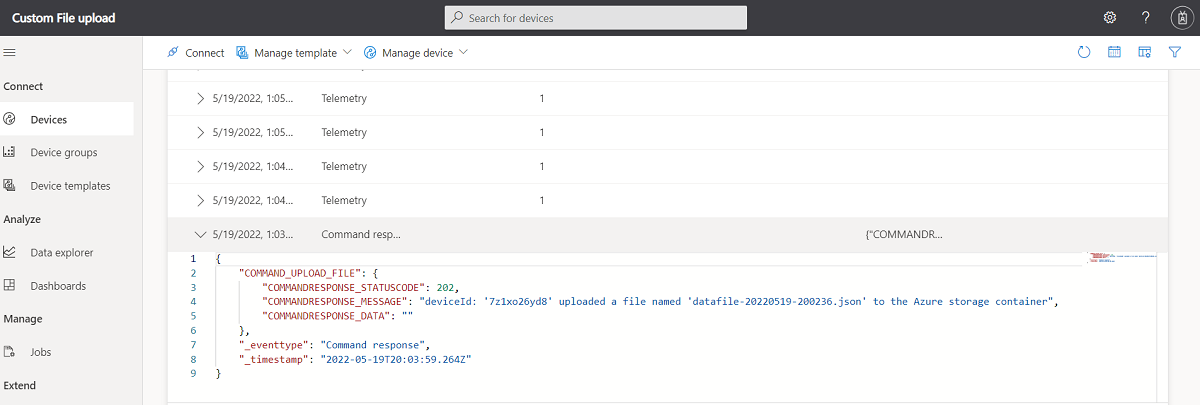 Custom File upload
Search for devices
?
Connect
Manage template
Manage device
Connect
Devices
Device groups
Device templates
Analyze
Data explorer
Dashboards
Manage
Jobs
Extend
5/19/2022, 1:05... Telemetry 1
5/19/2022, 1:05... Telemetry 1
5/19/2022, 1:04... Telemetry 1
5/19/2022, 1:04... Telemetry 1
5/19/2022, 1:03... Command resp... {"COMMANDR...
1 {
2 "COMMAND_UPLOAD_FILE": {
3 "COMMANDRESPONSE_STATUSCODE": 202,
4 "COMMANDRESPONSE_MESSAGE": "deviceId: '7z1xo26yd8' uploaded a file named 'datafile-20220519-200236.json' to the Azure storage container",
5 "COMMANDRESPONSE_DATA": ""
6 },
7 "_eventtype": "Command response",
8 "_timestamp": "2022-05-19T20:03:59.264Z"
9 }